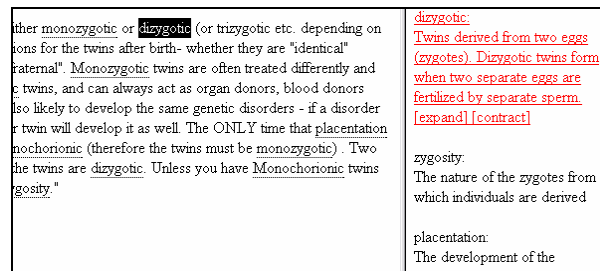 ither monozygotic or dizygotic (or trizygotic etc. depending on
ions for the twins after birth- whether they are "identical"
raternal". Monozygotic twins are often treated differently and
c twins, and can always act as organ donors, blood donors
lso likely to develop the same genetic disorders - if a disorder
r twin will develop it as well. The ONLY time that placentation
nochorionic (therefore the twins must be monozygotic) . Two
he twins are dizygotic. Unless you have Monochorionic twins
gosity."
dizygotic:
Twins derived from two eggs
(zygotes). Dizygotic twins form
when two separate eggs are
fertilized by separate sperm.
[expand] [contract]
zygosity:
The nature of the zygotes from
which individuals are derived
placentation:
The development of the